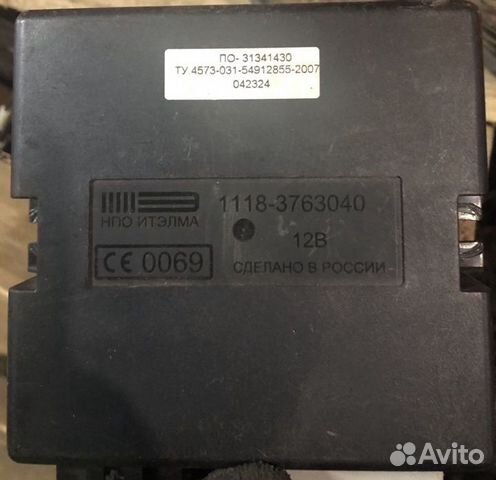 ПО- 31341430
ТУ 4573-031-54912855-2007
042324
НПО ИТЭЛМА
1118-3763040
12В
CE 0069
СДЕЛАНО В РОССИИ
Avito